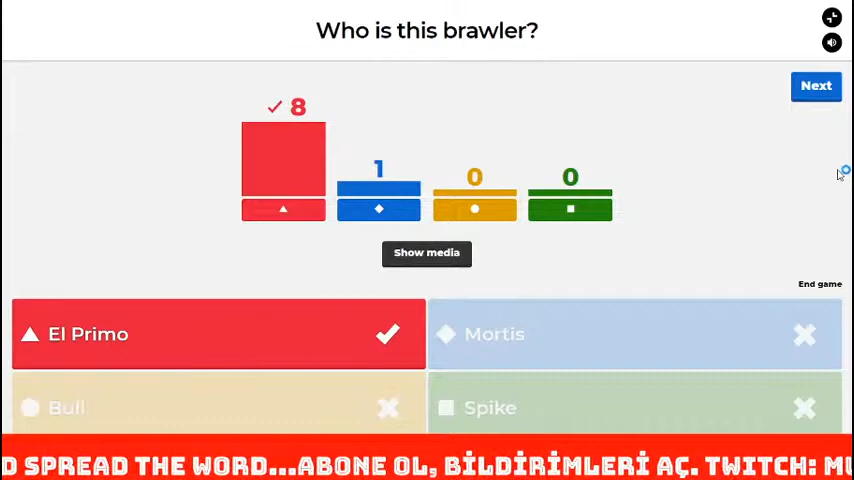 Who is this brawler?
Next
8
1
0
0
Show media
End game
El Primo
Mortis
Bull
Spike
SPREAD THE WORD...ABONE OL, BİLDİRİMLERİ AÇ. TWITCH: